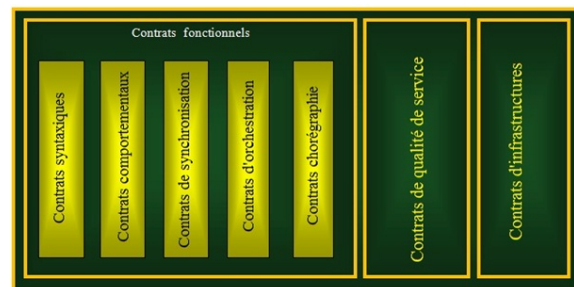 Contrats fonctionnels
Contrats syntaxiques
Contrats comportementaux
Contrats de synchronisation
Contrats d'orchestration
Contrats chorégraphie
Contrats de qualité de service
Contrats d'infrastructures